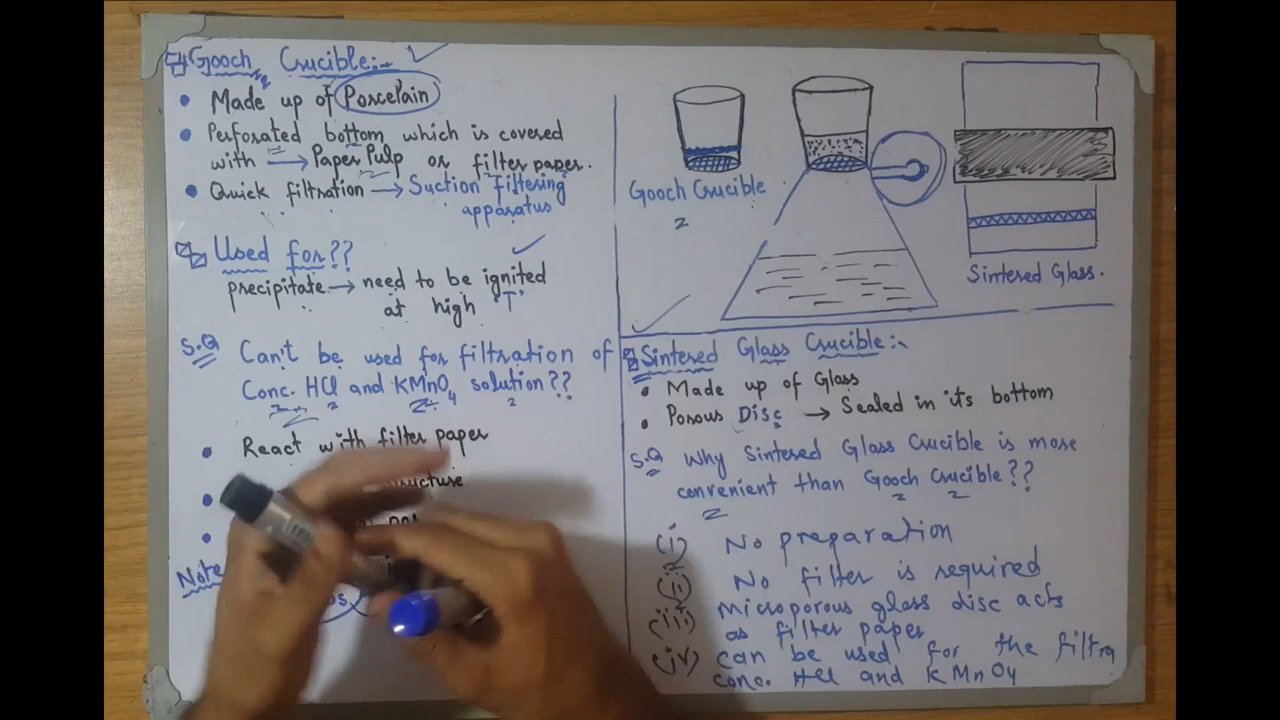 Gooch Crucible:-
Made up of Porcelain
Perforated bottom which is covered
with → Paper Pulp or filter paper.
Quick filtration → Suction Filtering
apparatus
Used for??
precipitate → need to be ignited
at high "T"
S.Q Can't be used for filtration of
Conc. HCl and KMnO4 solution??
React with filter paper
Note
Gooch Crucible
Sintered Glass.
Sintered Glass Crucible:-
Made up of Glass
Porous Disc → Sealed in its bottom
S.Q Why Sintered Glass Crucible is more
convenient than Gooch Crucible??
(i) No preparation
(ii) No filter is required
(iii) microporous glass disc acts
as filter paper
(iv) can be used for the filtra
conc. HCl and KMnO4